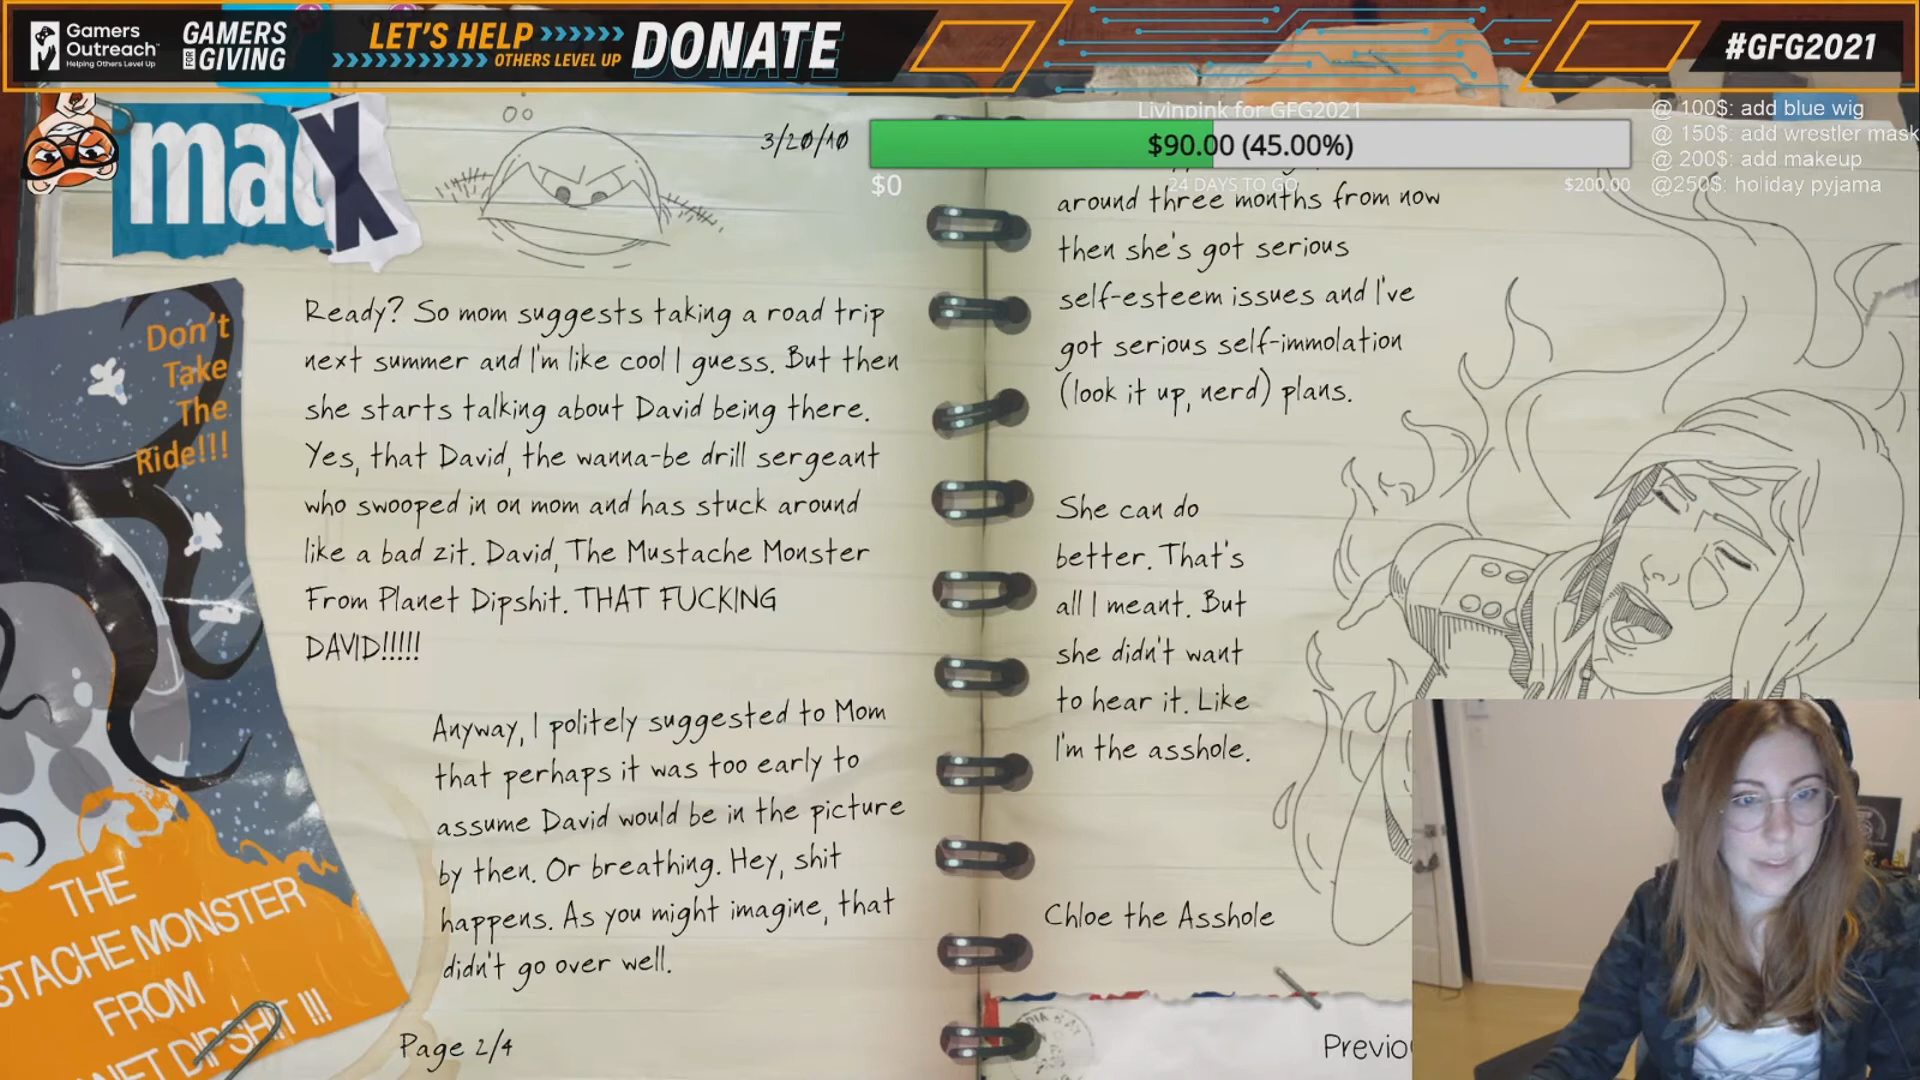 Gamers
Outreach
Helping Others Level Up
GAMERS
FOR
GIVING
LET'S HELP
OTHERS LEVEL UP
DONATE
#GFG2021
Livinpink for GFG2021
$90.00 (45.00%)
$0
24 DAYS TO GO
$200.00
@ 100$: add blue wig
@ 150$: add wrestler mask
@ 200$: add makeup
@250$: holiday pyjama
maX
3/20/10
Don't
Take
The
Ride!!!
Ready? So mom suggests taking a road trip
next summer and I'm like cool I guess. But then
she starts talking about David being there.
Yes, that David, the wanna-be drill sergeant
who swooped in on mom and has stuck around
like a bad zit. David, The Mustache Monster
From Planet Dipshit. THAT FUCKING
DAVID!!!!!
Anyway, I politely suggested to Mom
that perhaps it was too early to
assume David would be in the picture
by then. Or breathing. Hey, shit
happens. As you might imagine, that
didn't go over well.
THE
STACHE MONSTER
FROM
NET DIPSHIT !!!
Page 2/4
around three months from now
then she's got serious
self-esteem issues and I've
got serious self-immolation
(look it up, nerd) plans.
She can do
better. That's
all I meant. But
she didn't want
to hear it. Like
I'm the asshole.
Chloe the Asshole
Previo